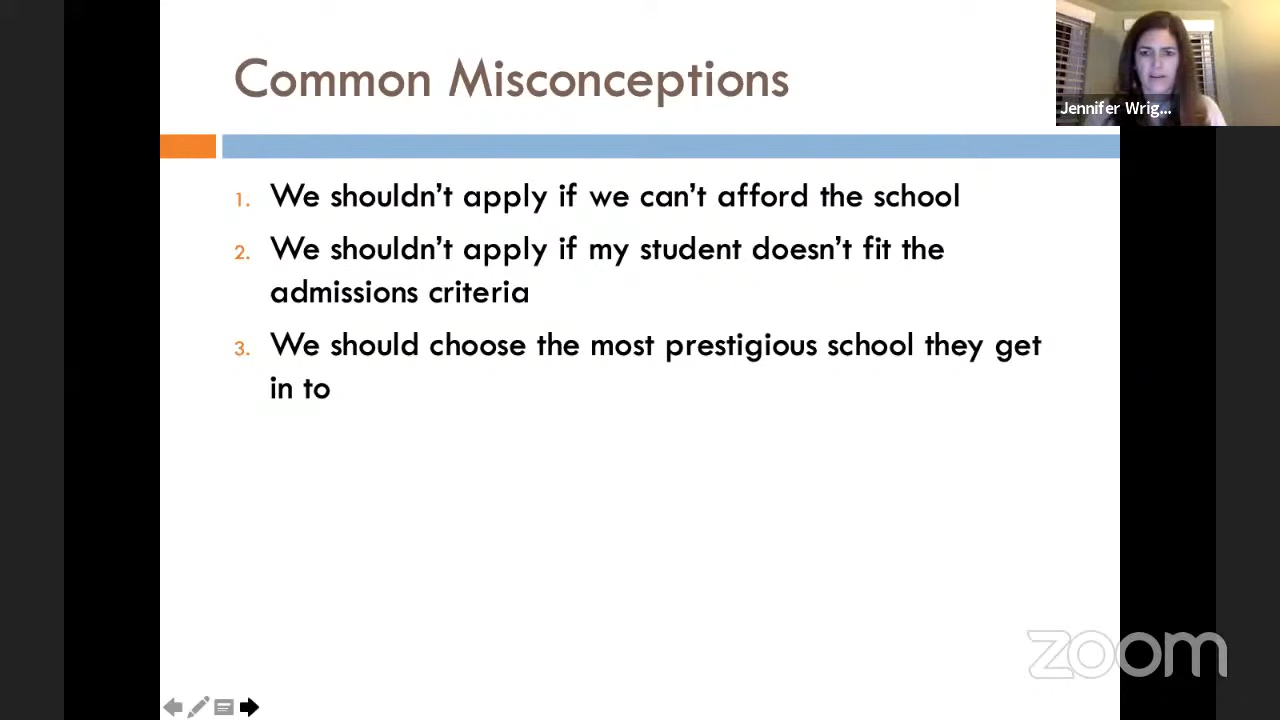 Common Misconceptions
Jennifer Wrig...
1. We shouldn't apply if we can't afford the school
2. We shouldn't apply if my student doesn't fit the
admissions criteria
3. We should choose the most prestigious school they get
in to
zoom